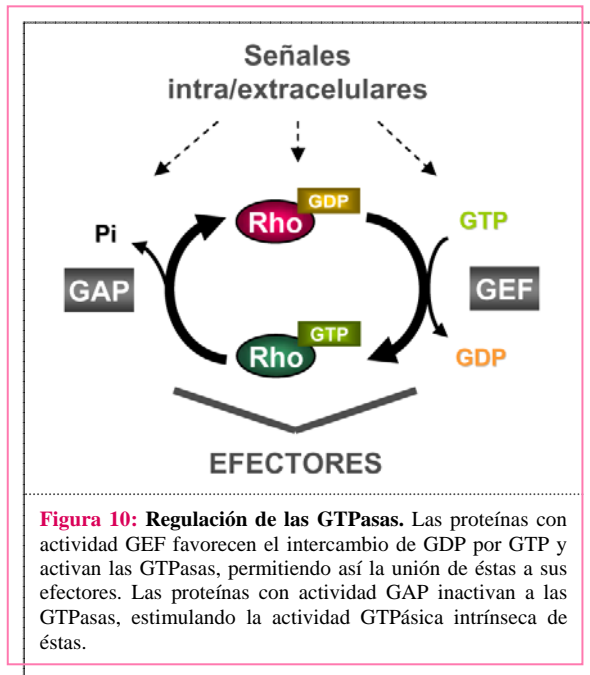 Señales
intra/extracelulares
GDP
Rho
Pi
GTP
GAP
GEF
GTP
Rho
GDP
EFECTORES
Figura 10: Regulación de las GTPasas. Las proteínas con
actividad GEF favorecen el intercambio de GDP por GTP y
activan las GTPasas, permitiendo así la unión de éstas a sus
efectores. Las proteínas con actividad GAP inactivan a las
GTPasas, estimulando la actividad GTPásica intrínseca de
éstas.